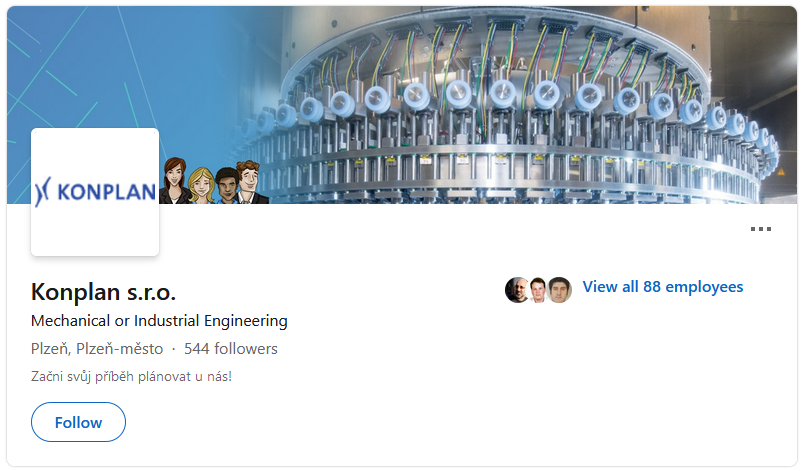 KONPLAN
Konplan s.r.o.
View all 88 employees
Mechanical or Industrial Engineering
Plzeň, Plzeň-město · 544 followers
Začni svůj příběh plánovat u nás!
Follow